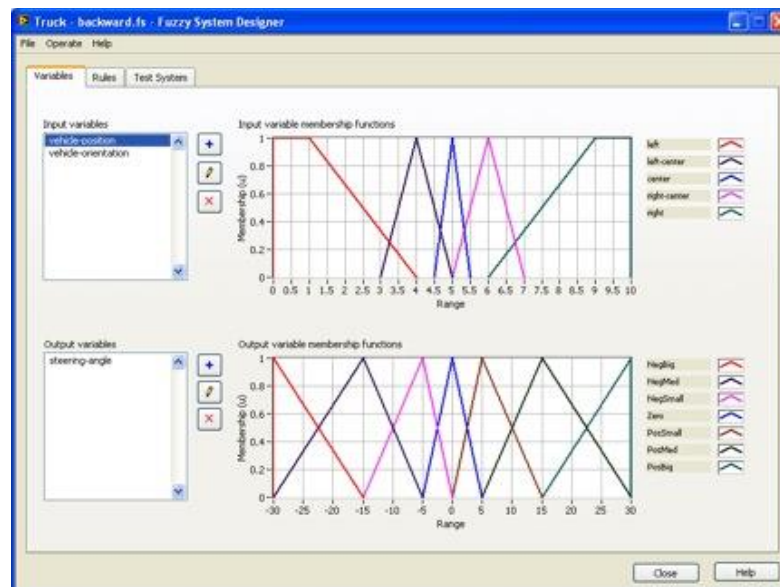 Truck - backward.fs - Fuzzy System Designer
File Operate Help
Variables Rules Test System
Input variables
vehicle-position
vehicle-orientation
Input variable membership functions
Membership (u)
1
0.8
0.6
0.4
0.2
0
0 0.5 1 1.5 2 2.5 3 3.5 4 4.5 5 5.5 6 6.5 7 7.5 8 8.5 9 9.5 10
Range
left
left-center
center
right-center
right
Output variables
steering-angle
Output variable membership functions
Membership (u)
1
0.8
0.6
0.4
0.2
0
-30 -25 -20 -15 -10 -5 0 5 10 15 20 25 30
Range
NegBig
NegMed
NegSmall
Zero
PosSmall
PosMed
PosBig
Close Help